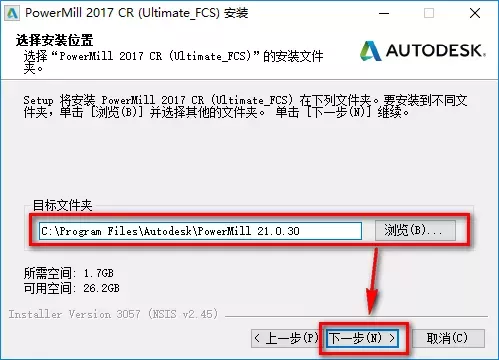 PowerMill 2017 CR (Ultimate_FCS) 安装
选择安装位置
选择“PowerMill 2017 CR (Ultimate_FCS)”的安装文件
夹。
AUTODESK
Setup 将安装 PowerMill 2017 CR (Ultimate_FCS) 在下列文件夹。要安装到不同文
件夹，单击 [浏览(B)] 并选择其他的文件夹。 单击 [下一步(N)] 继续。
目标文件夹
C:\Program Files\Autodesk\PowerMill 21.0.30
浏览(B)...
所需空间: 1.7GB
可用空间: 26.2GB
Installer Version 3057 (NSIS v2.45)
< 上一步(P) 下一步(N) > 取消(C)